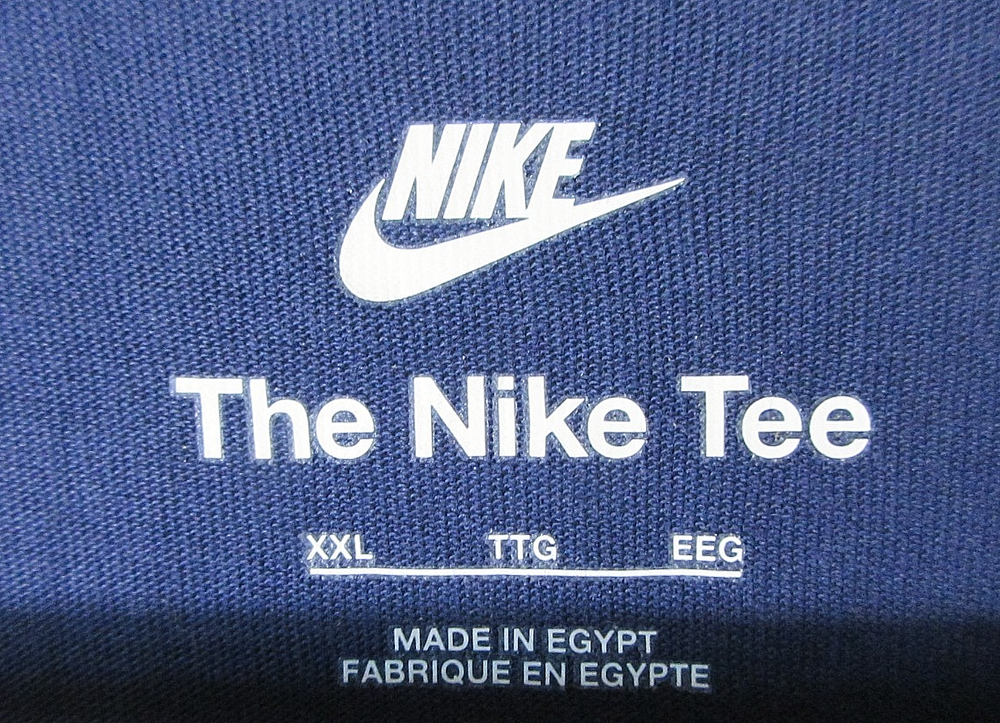 NIKE
The Nike Tee
XXL TTG EEG
MADE IN EGYPT
FABRIQUE EN EGYPTE